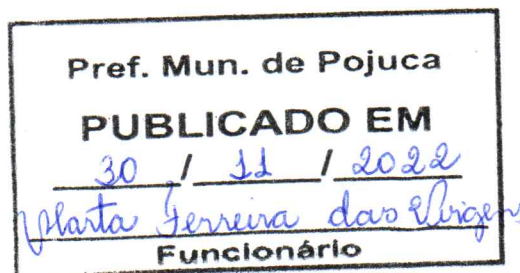 Pref. Mun. de Pojuca
PUBLICADO EM
30 / 11 / 2022
Marta Ferreira das Virgens
Funcionário